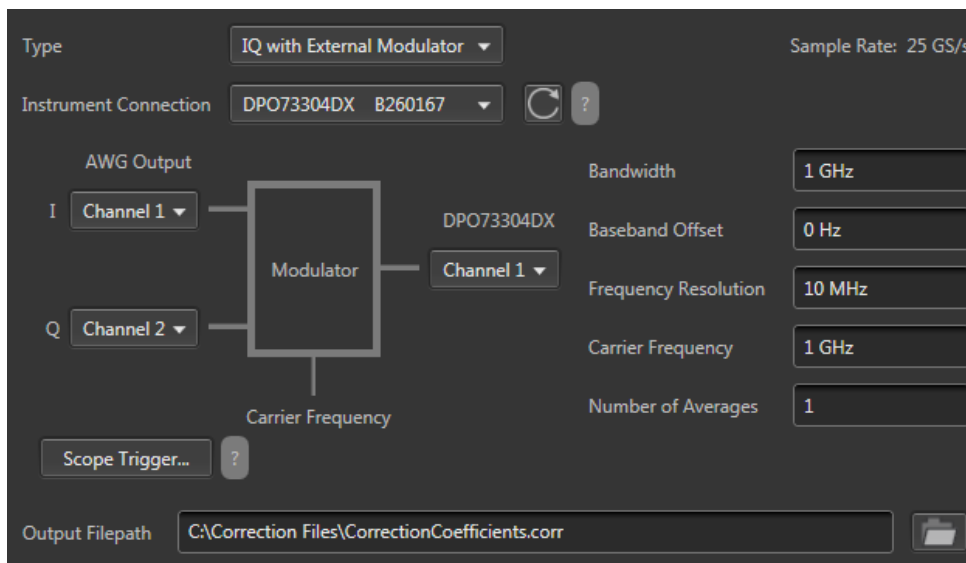 Type
IQ with External Modulator
Sample Rate: 25 GS/s
Instrument Connection
DPO73304DX B260167
?
AWG Output
I
Channel 1
Q
Channel 2
Modulator
Carrier Frequency
DPO73304DX
Channel 1
Bandwidth
1 GHz
Baseband Offset
0 Hz
Frequency Resolution
10 MHz
Carrier Frequency
1 GHz
Number of Averages
1
Scope Trigger...
?
Output Filepath
C:\Correction Files\CorrectionCoefficients.corr